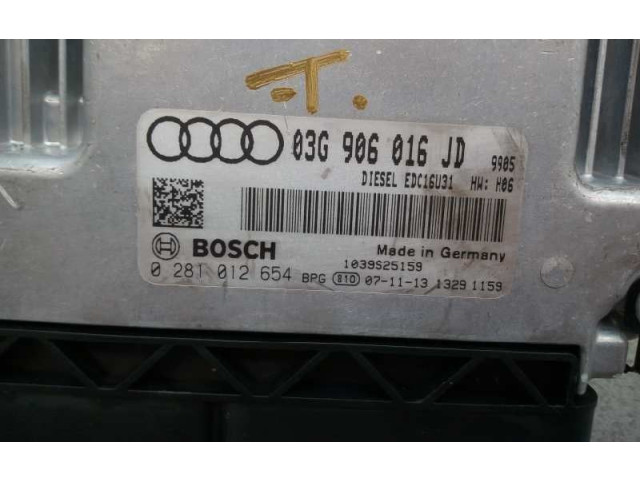 -T.
03G 906 016 JD 9905
DIESEL EDC16U31 HW: H06
BOSCH
Made in Germany
1039S25159
0 281 012 654 BPG 810 07-11-13 1329 1159